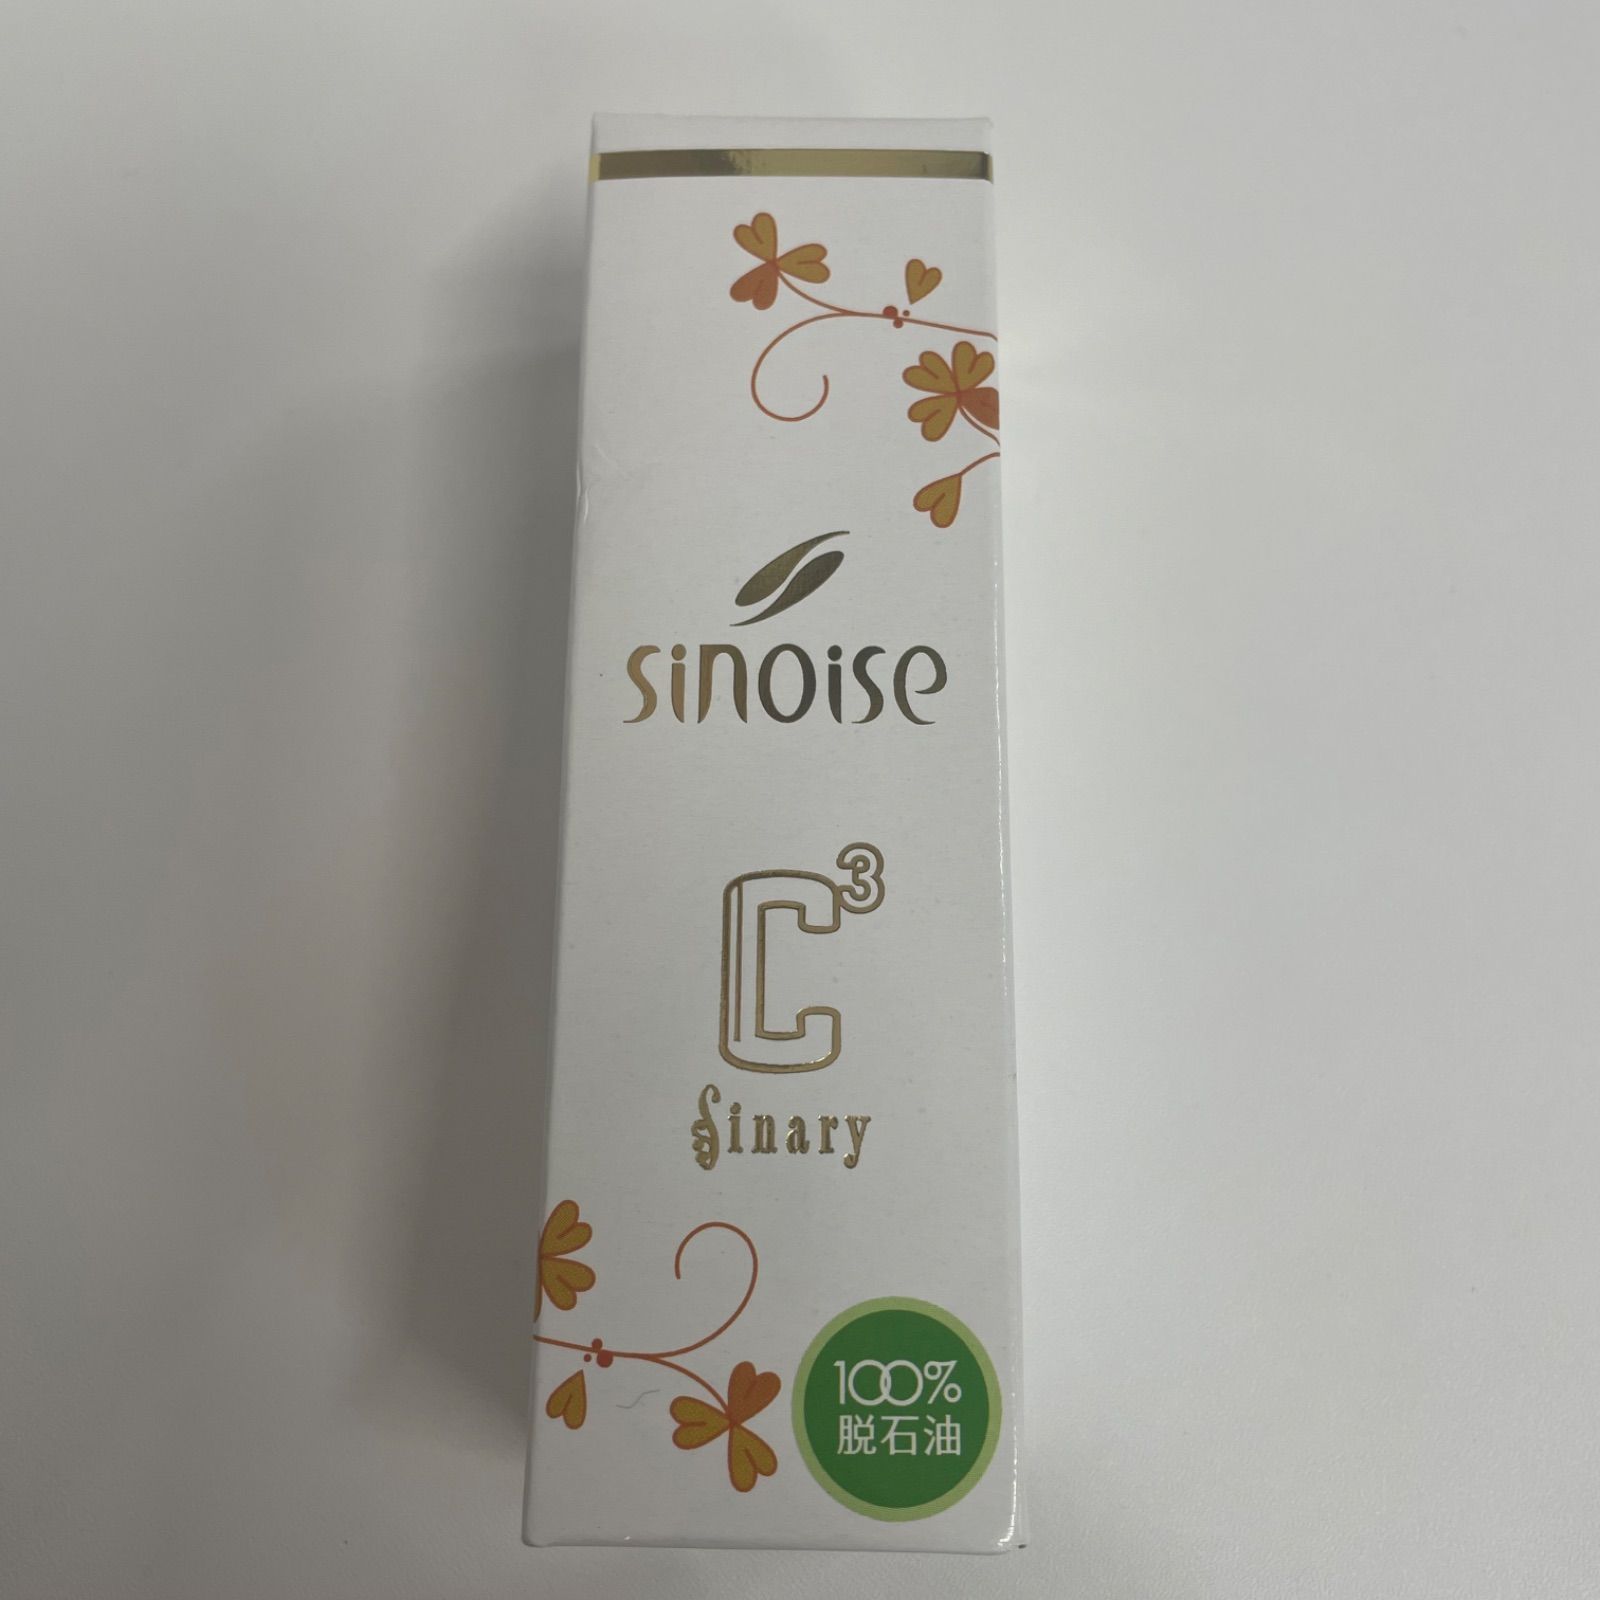 sinoise
C³
Sinary
100%
脱石油